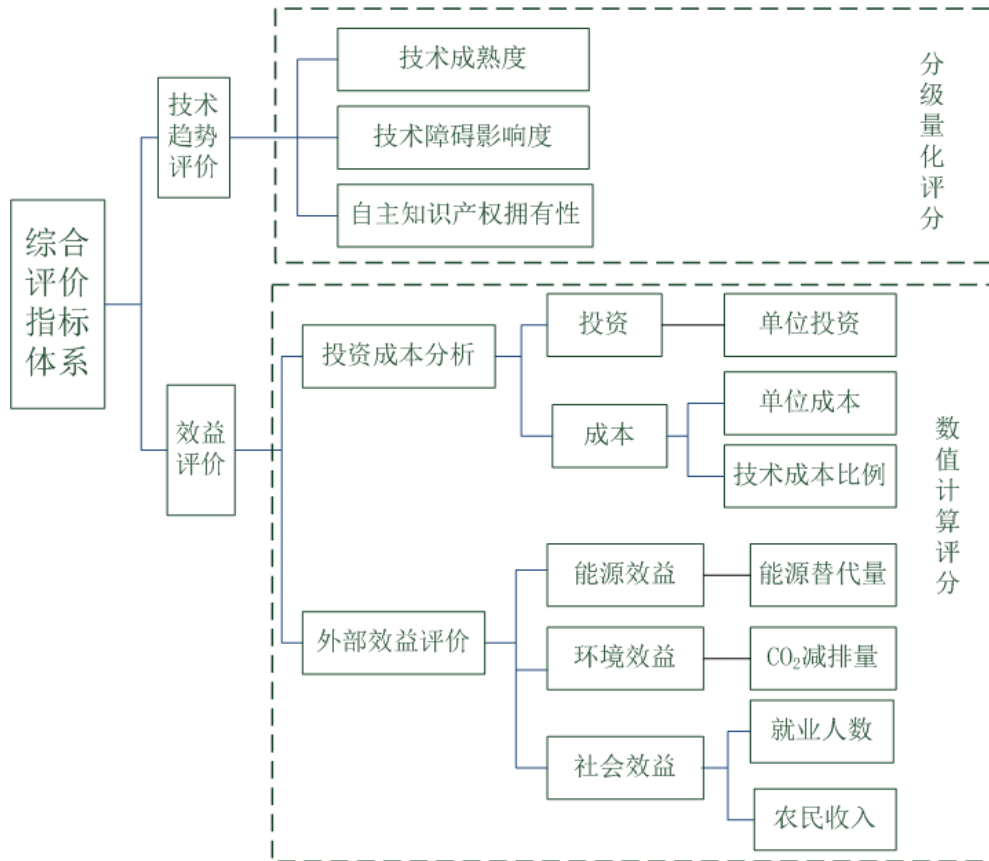 综合
评价
指标
体系
技术
趋势
评价
技术成熟度
技术障碍影响度
自主知识产权拥有性
分
级
量
化
评
分
效益
评价
投资成本分析
投资
单位投资
成本
单位成本
技术成本比例
外部效益评价
能源效益
能源替代量
环境效益
CO₂减排量
社会效益
就业人数
农民收入
数
值
计
算
评
分